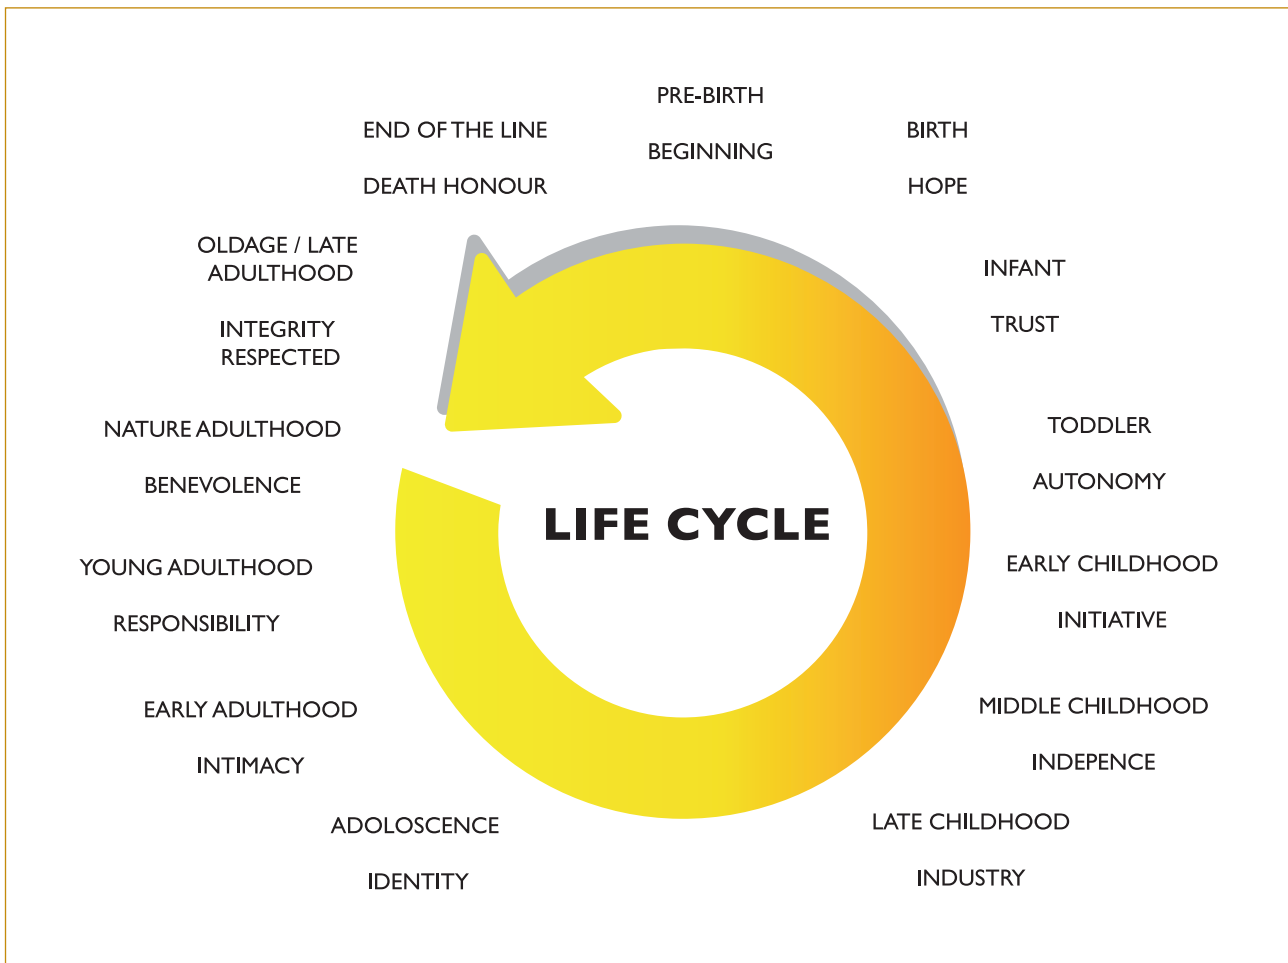 PRE-BIRTH
BEGINNING
BIRTH
HOPE
INFANT
TRUST
TODDLER
AUTONOMY
EARLY CHILDHOOD
INITIATIVE
MIDDLE CHILDHOOD
INDEPENCE
LATE CHILDHOOD
INDUSTRY
ADOLOSCENCE
IDENTITY
EARLY ADULTHOOD
INTIMACY
YOUNG ADULTHOOD
RESPONSIBILITY
NATURE ADULTHOOD
BENEVOLENCE
OLDAGE / LATE
ADULTHOOD
INTEGRITY
RESPECTED
END OF THE LINE
DEATH HONOUR
LIFE CYCLE